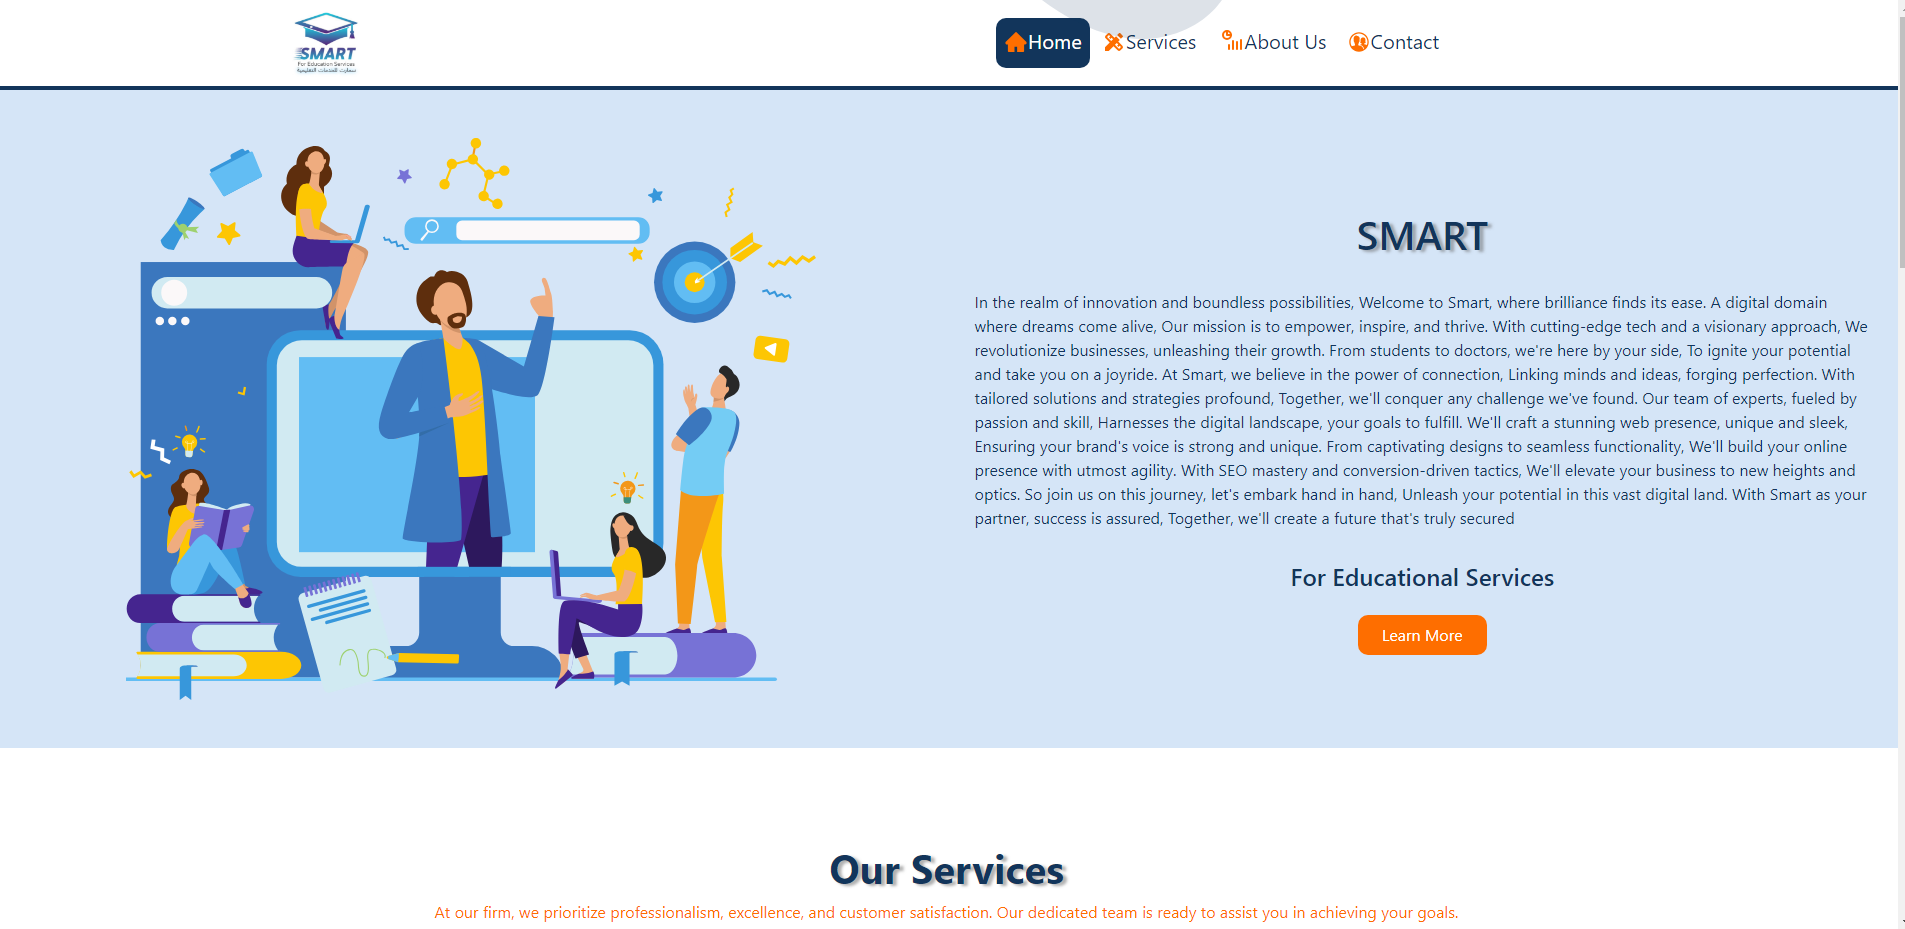 SMART
For Education Services
سمارت للخدمات التعليمية
Home
Services
About Us
Contact
SMART
In the realm of innovation and boundless possibilities, Welcome to Smart, where brilliance finds its ease. A digital domain
where dreams come alive, Our mission is to empower, inspire, and thrive. With cutting-edge tech and a visionary approach, We
revolutionize businesses, unleashing their growth. From students to doctors, we're here by your side, To ignite your potential
and take you on a joyride. At Smart, we believe in the power of connection, Linking minds and ideas, forging perfection. With
tailored solutions and strategies profound, Together, we'll conquer any challenge we've found. Our team of experts, fueled by
passion and skill, Harnesses the digital landscape, your goals to fulfill. We'll craft a stunning web presence, unique and sleek,
Ensuring your brand's voice is strong and unique. From captivating designs to seamless functionality, We'll build your online
presence with utmost agility. With SEO mastery and conversion-driven tactics, We'll elevate your business to new heights and
optics. So join us on this journey, let's embark hand in hand, Unleash your potential in this vast digital land. With Smart as your
partner, success is assured, Together, we'll create a future that's truly secured
For Educational Services
Learn More
Our Services
At our firm, we prioritize professionalism, excellence, and customer satisfaction. Our dedicated team is ready to assist you in achieving your goals.